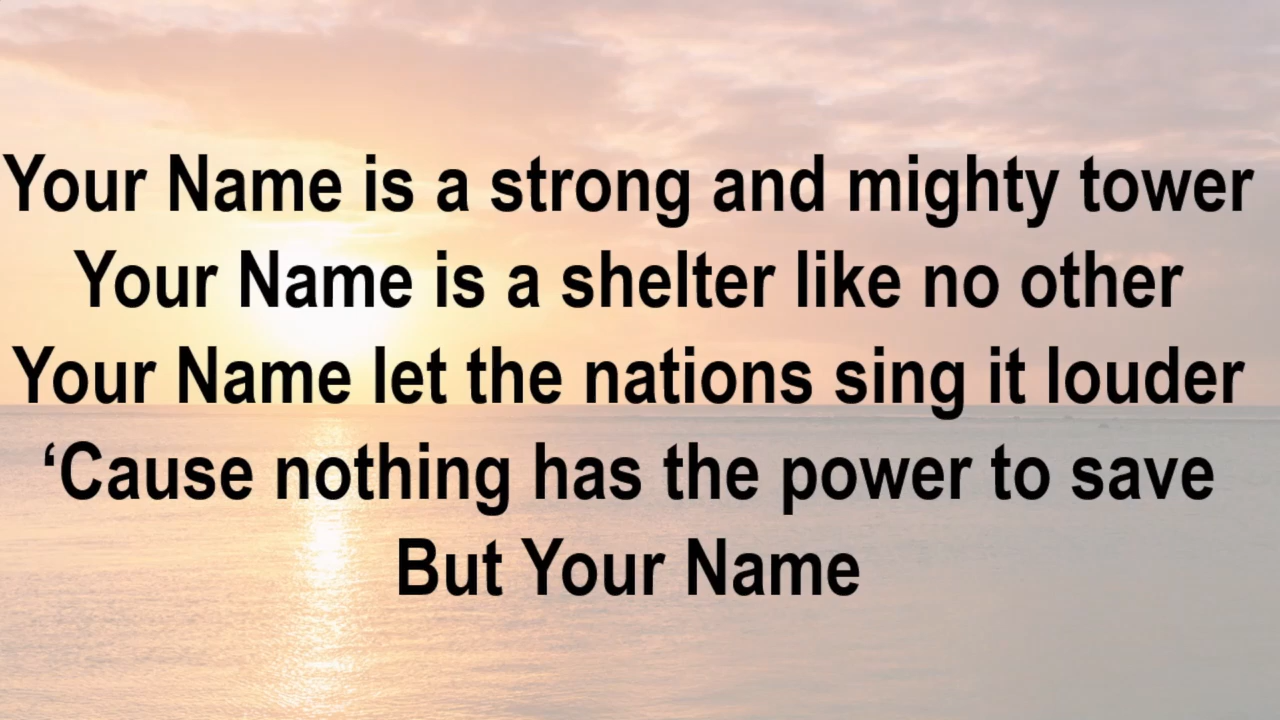 Your Name is a strong and mighty tower
Your Name is a shelter like no other
Your Name let the nations sing it louder
‘Cause nothing has the power to save
But Your Name